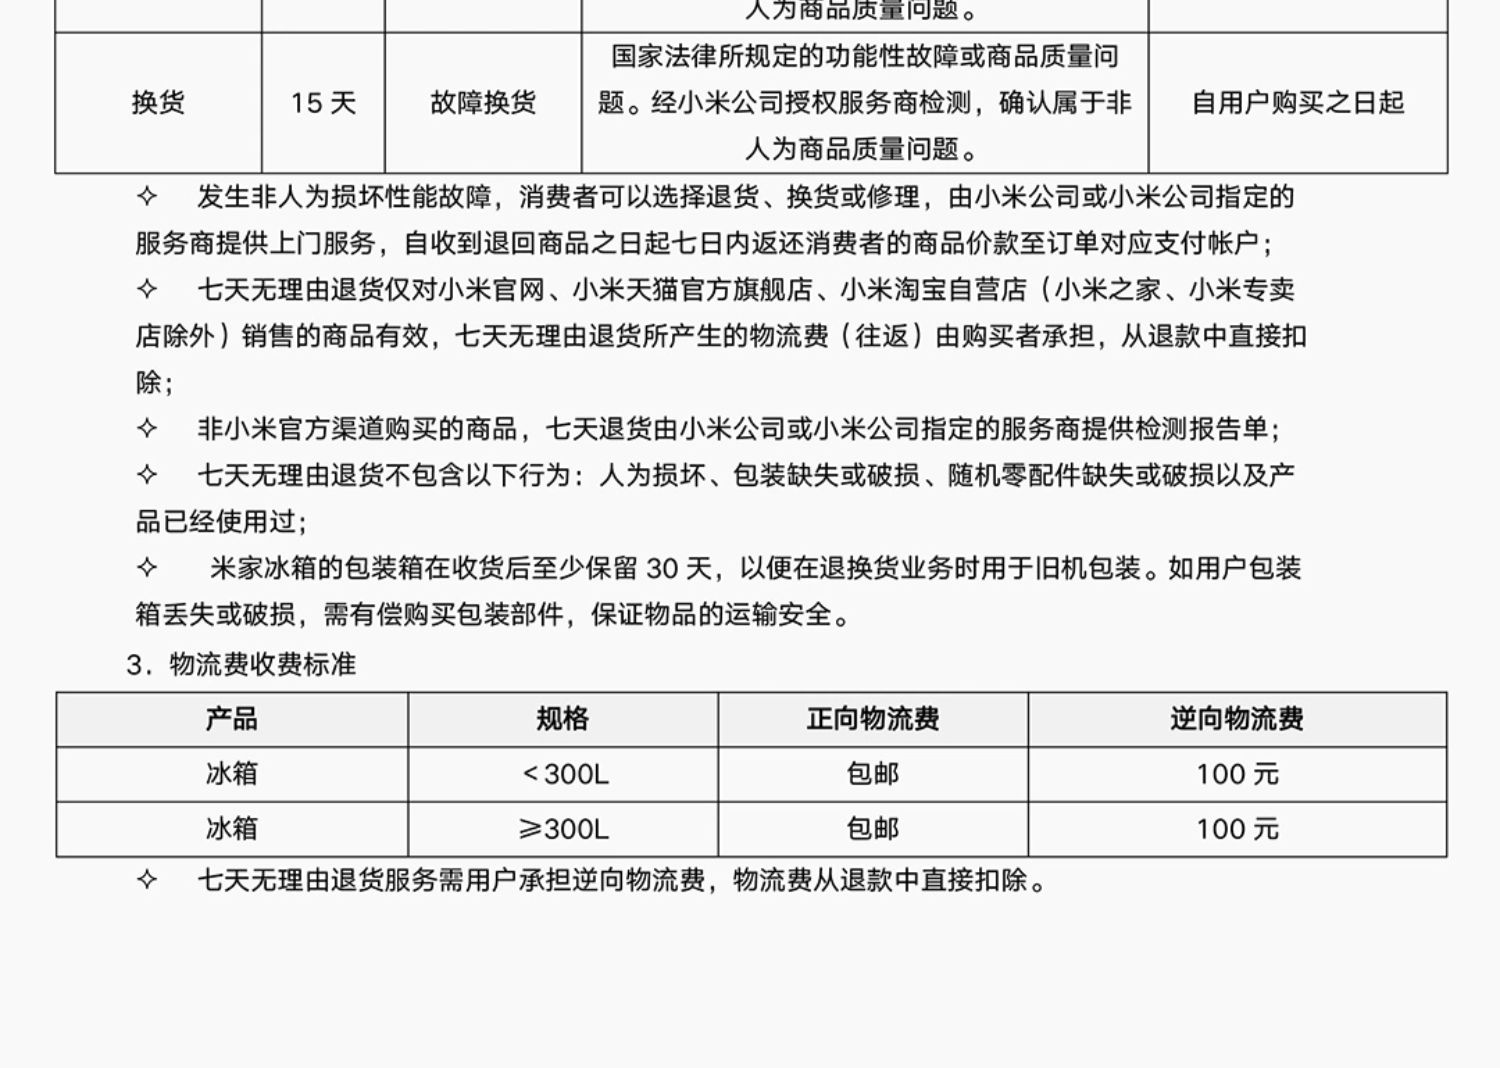 人为商品质量问题。
国家法律所规定的功能性故障或商品质量问
换货 15 天 故障换货 题。经小米公司授权服务商检测，确认属于非 自用户购买之日起
人为商品质量问题。
✧ 发生非人为损坏性能故障，消费者可以选择退货、换货或修理，由小米公司或小米公司指定的
服务商提供上门服务，自收到退回商品之日起七日内返还消费者的商品价款至订单对应支付帐户；
✧ 七天无理由退货仅对小米官网、小米天猫官方旗舰店、小米淘宝自营店（小米之家、小米专卖
店除外）销售的商品有效，七天无理由退货所产生的物流费（往返）由购买者承担，从退款中直接扣
除；
✧ 非小米官方渠道购买的商品，七天退货由小米公司或小米公司指定的服务商提供检测报告单；
✧ 七天无理由退货不包含以下行为：人为损坏、包装缺失或破损、随机零配件缺失或破损以及产
品已经使用过；
✧ 米家冰箱的包装箱在收货后至少保留 30 天，以便在退换货业务时用于旧机包装。如用户包装
箱丢失或破损，需有偿购买包装部件，保证物品的运输安全。
3. 物流费收费标准
产品 规格 正向物流费 逆向物流费
冰箱 <300L 包邮 100 元
冰箱 ⩾300L 包邮 100 元
✧ 七天无理由退货服务需用户承担逆向物流费，物流费从退款中直接扣除。